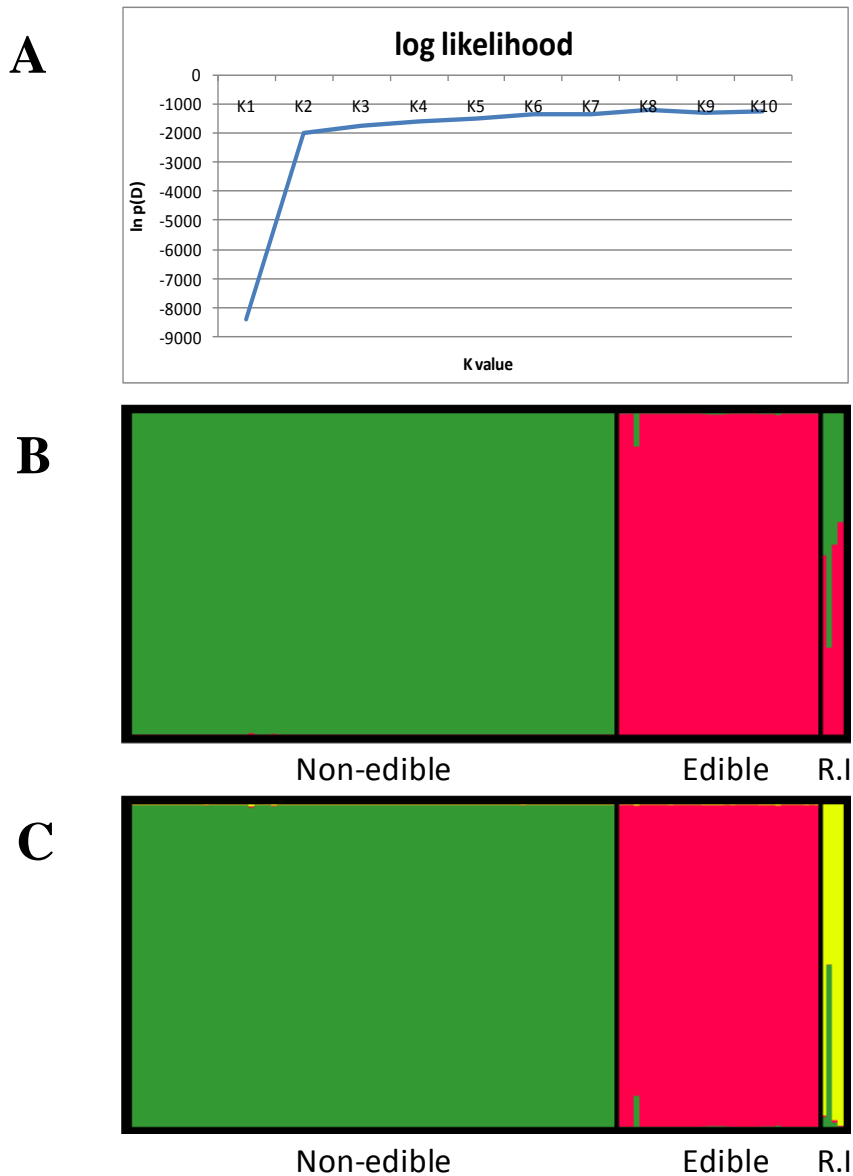 A
log likelihood
0
-1000
-2000
-3000
-4000
-5000
-6000
-7000
-8000
-9000
ln p(D)
K1 K2 K3 K4 K5 K6 K7 K8 K9 K10
K value
B
Non-edible Edible R.I
C
Non-edible Edible R.I